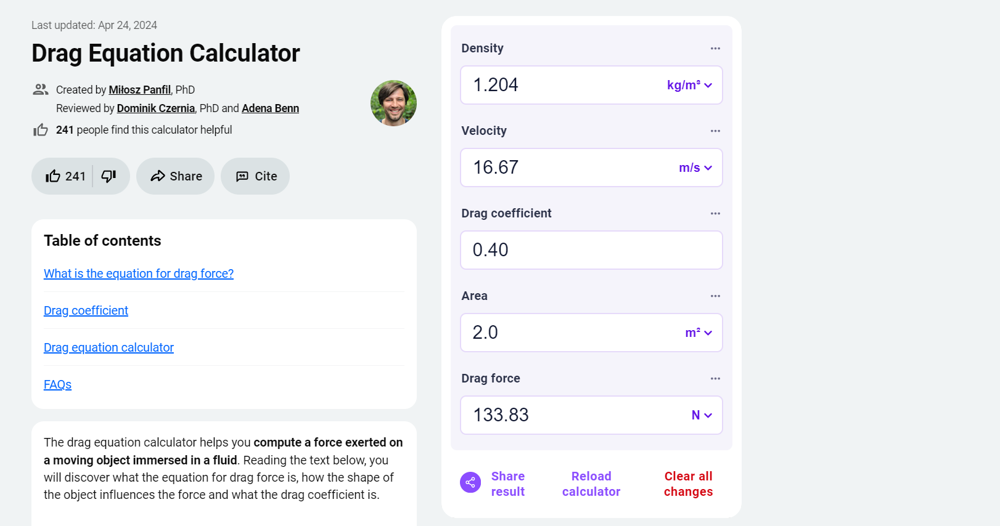 Last updated: Apr 24, 2024
Drag Equation Calculator
Created by Miłosz Panfil, PhD
Reviewed by Dominik Czernia, PhD and Adena Benn
241 people find this calculator helpful
241
Share
Cite
Table of contents
What is the equation for drag force?
Drag coefficient
Drag equation calculator
FAQs
The drag equation calculator helps you compute a force exerted on
a moving object immersed in a fluid. Reading the text below, you
will discover what the equation for drag force is, how the shape of
the object influences the force and what the drag coefficient is.
Density
1.204 kg/m³
Velocity
16.67 m/s
Drag coefficient
0.40
Area
2.0 m²
Drag force
133.83 N
Share
result
Reload
calculator
Clear all
changes